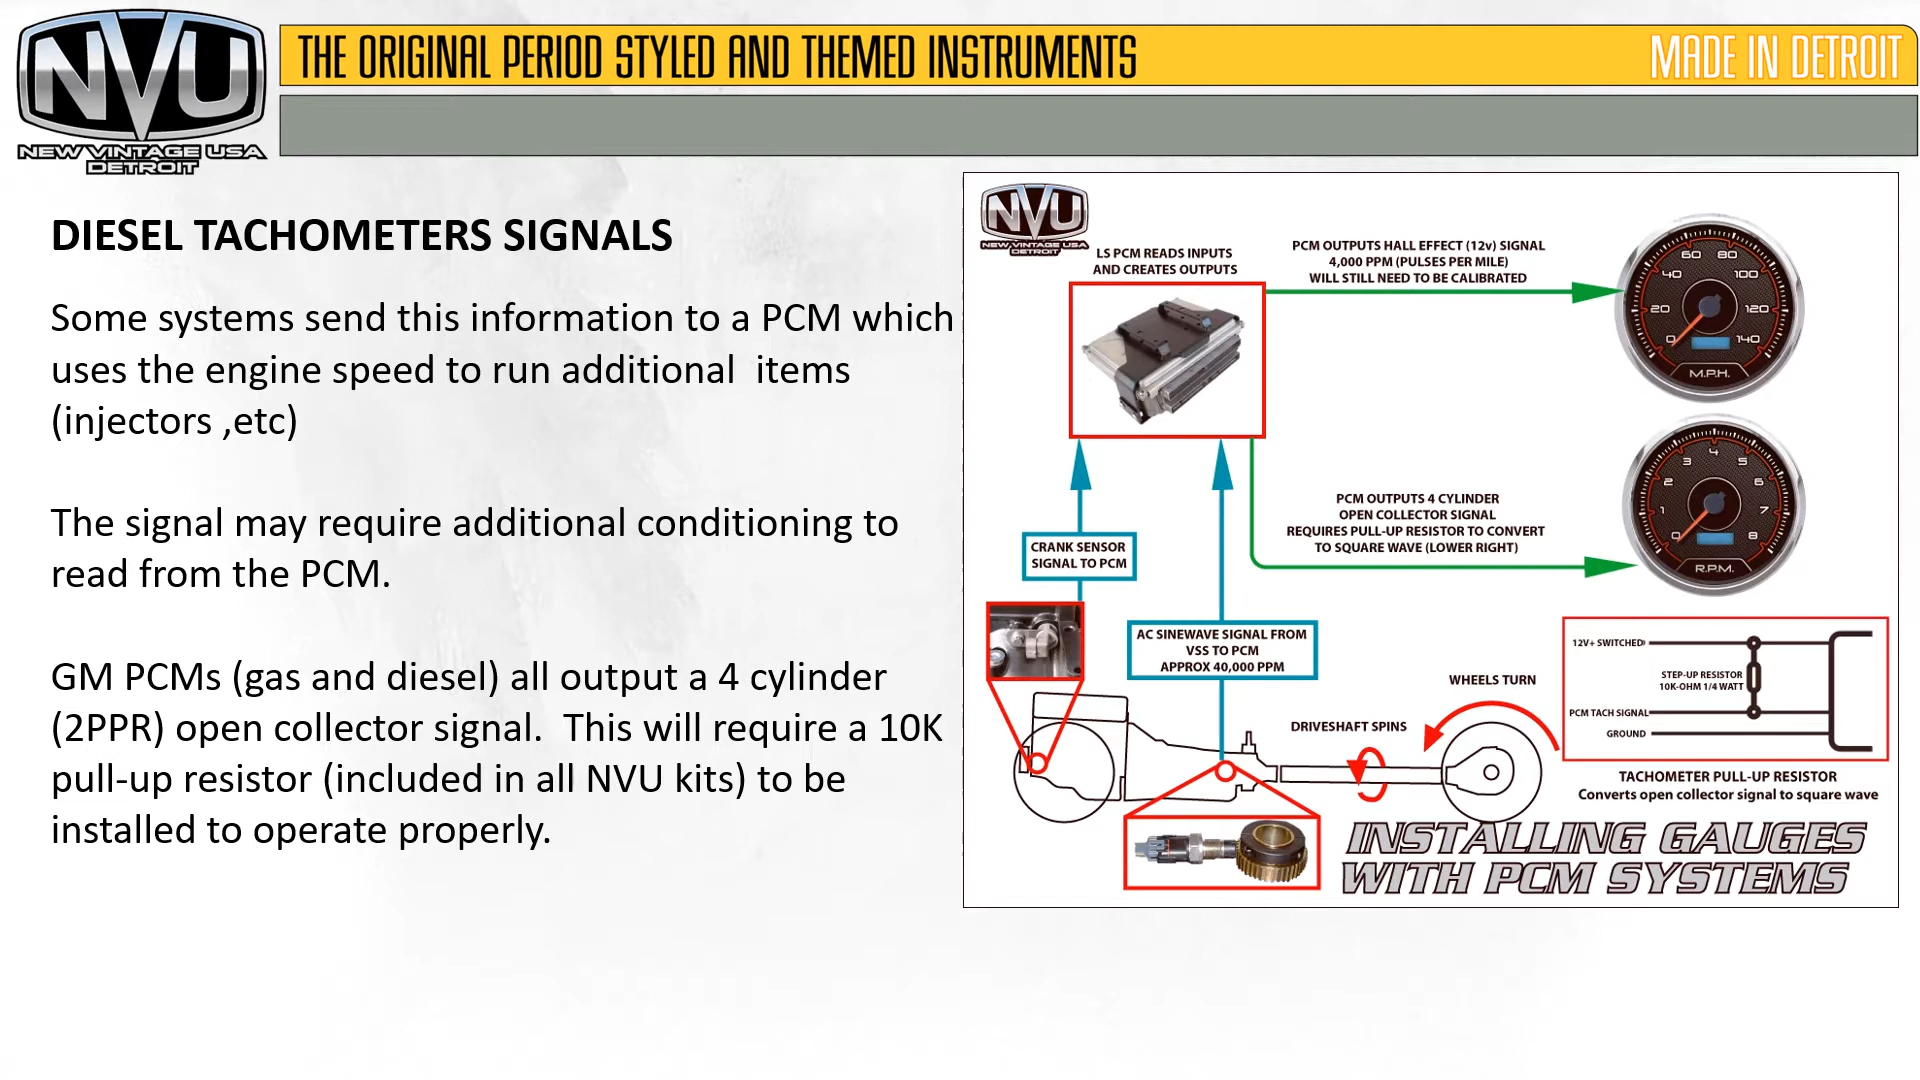 NVU
NEW VINTAGE USA
DETROIT
THE ORIGINAL PERIOD STYLED AND THEMED INSTRUMENTS
MADE IN DETROIT
DIESEL TACHOMETERS SIGNALS
Some systems send this information to a PCM which
uses the engine speed to run additional  items
(injectors ,etc)
The signal may require additional conditioning to
read from the PCM.
GM PCMs (gas and diesel) all output a 4 cylinder
(2PPR) open collector signal.  This will require a 10K
pull-up resistor (included in all NVU kits) to be
installed to operate properly.
NVU
NEW VINTAGE USA
DETROIT
LS PCM READS INPUTS
AND CREATES OUTPUTS
PCM OUTPUTS HALL EFFECT (12v) SIGNAL
4,000 PPM (PULSES PER MILE)
WILL STILL NEED TO BE CALIBRATED
0 20 40 60 80 100 120 140
M.P.H.
PCM OUTPUTS 4 CYLINDER
OPEN COLLECTOR SIGNAL
REQUIRES PULL-UP RESISTOR TO CONVERT
TO SQUARE WAVE (LOWER RIGHT)
0 1 2 3 4 5 6 7 8
R.P.M.
CRANK SENSOR
SIGNAL TO PCM
AC SINEWAVE SIGNAL FROM
VSS TO PCM
APPROX 40,000 PPM
WHEELS TURN
DRIVESHAFT SPINS
12V+ SWITCHED
STEP-UP RESISTOR
10K-OHM 1/4 WATT
PCM TACH SIGNAL
GROUND
TACHOMETER PULL-UP RESISTOR
Converts open collector signal to square wave
INSTALLING GAUGES
WITH PCM SYSTEMS